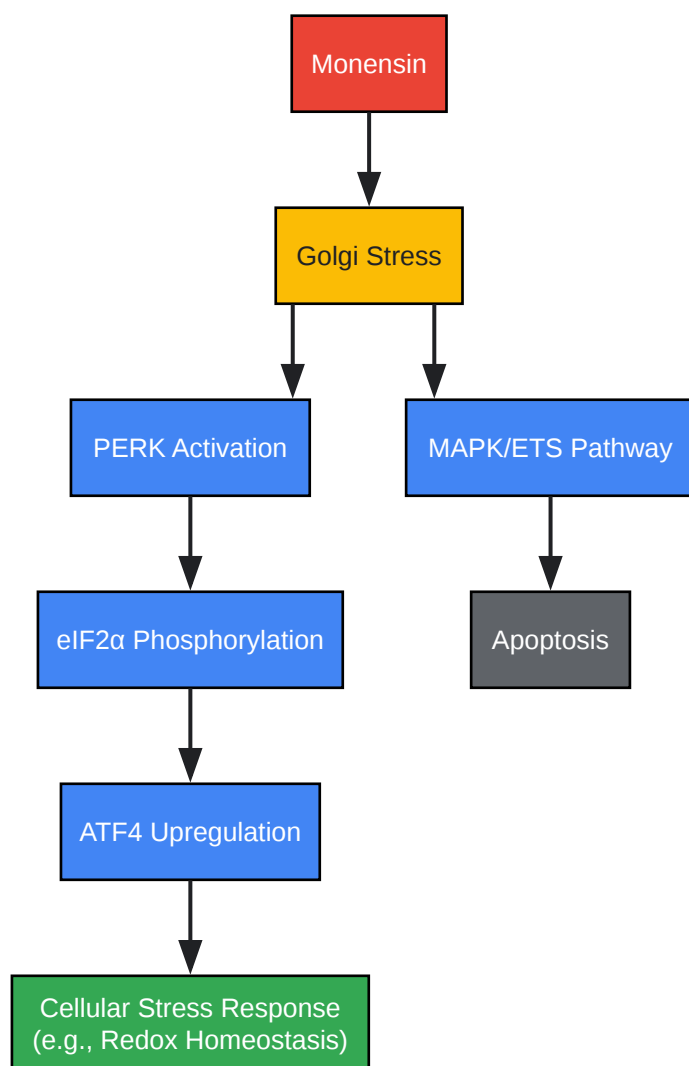 Monensin
Golgi Stress
PERK Activation
MAPK/ETS Pathway
eIF2α Phosphorylation
Apoptosis
ATF4 Upregulation
Cellular Stress Response
(e.g., Redox Homeostasis)